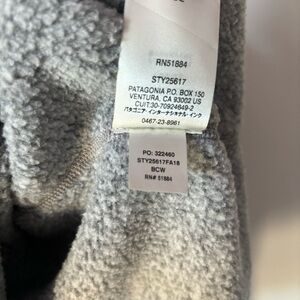 RN51884
STY25617
PATAGONIA P.O. BOX 150
VENTURA, CA 93002 US
CUIT:30-70924649-2
パタゴニア・インターナショナル・インク
0467-23-8961
PO: 322460
STY25617FA18
BCW
RN# 51884